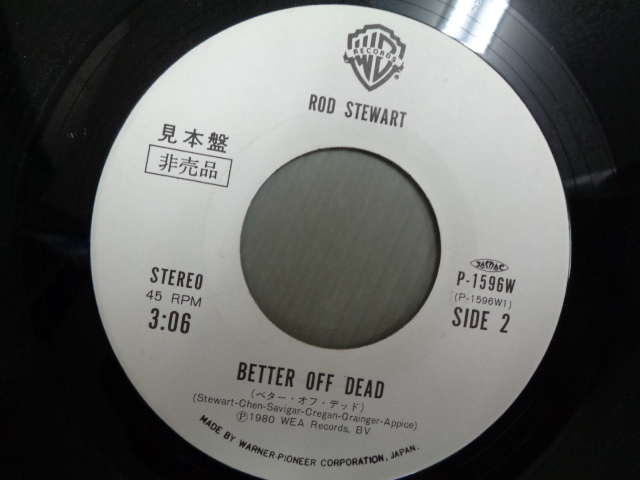 WB
RECORDS
ROD STEWART
見本盤
非売品
STEREO
45 RPM
3:06
JASRAC
P-1596W
(P-1596W1)
SIDE 2
BETTER OFF DEAD
(ベター・オフ・デッド)
(Stewart-Chen-Savigar-Cregan-Grainger-Appice)
Ⓟ1980 WEA Records, BV
MADE BY WARNER-PIONEER CORPORATION, JAPAN.